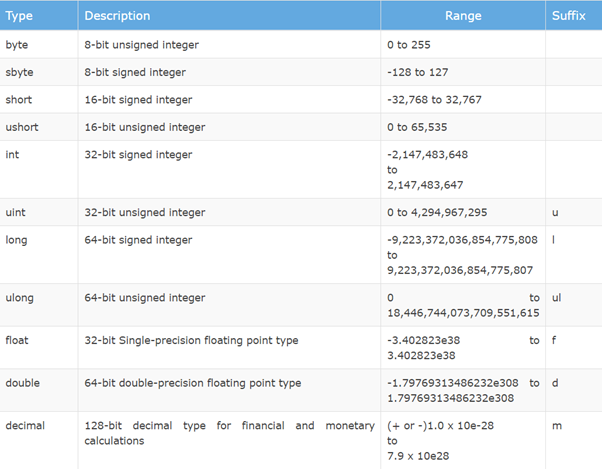 Type Description Range Suffix
byte 8-bit unsigned integer 0 to 255
sbyte 8-bit signed integer -128 to 127
short 16-bit signed integer -32,768 to 32,767
ushort 16-bit unsigned integer 0 to 65,535
int 32-bit signed integer -2,147,483,648
to
2,147,483,647
uint 32-bit unsigned integer 0 to 4,294,967,295 u
long 64-bit signed integer -9,223,372,036,854,775,808 l
to
9,223,372,036,854,775,807
ulong 64-bit unsigned integer 0 to ul
18,446,744,073,709,551,615
float 32-bit Single-precision floating point type -3.402823e38 to f
3.402823e38
double 64-bit double-precision floating point type -1.79769313486232e308 to d
1.79769313486232e308
decimal 128-bit decimal type for financial and monetary (+ or -)1.0 x 10e-28 m
calculations to
7.9 x 10e28